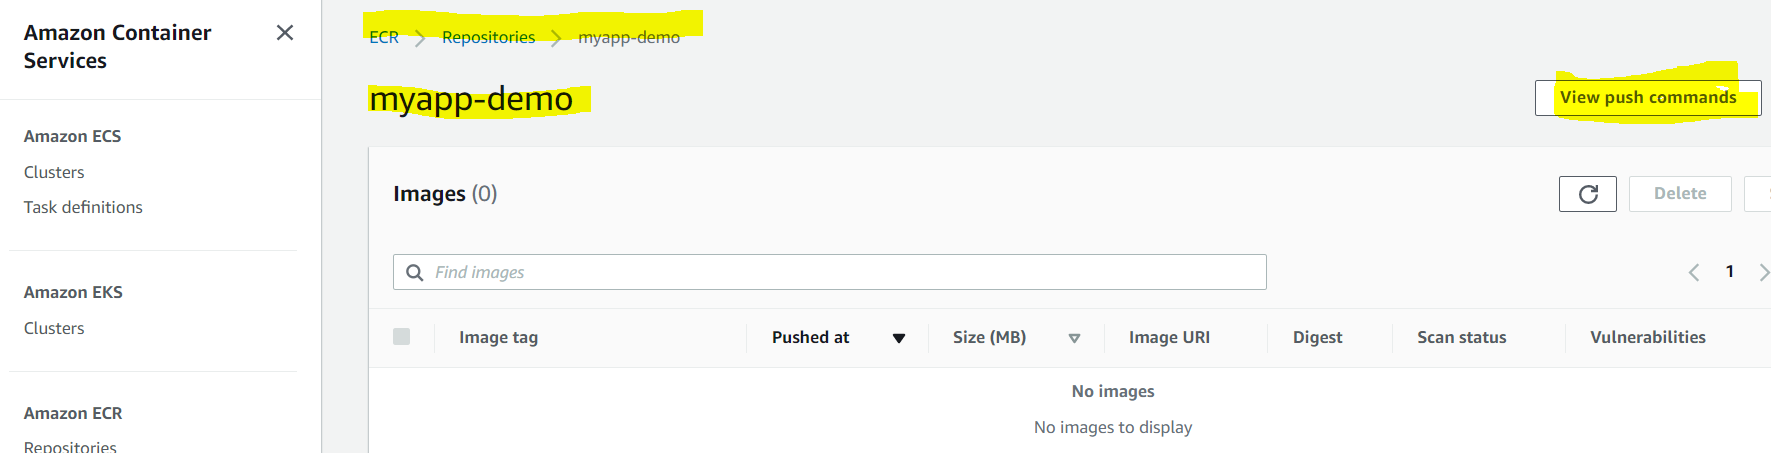 Amazon Container
Services
Amazon ECS
Clusters
Task definitions
Amazon EKS
Clusters
Amazon ECR
Repositories
ECR > Repositories > myapp-demo
myapp-demo
View push commands
Images (0)
Delete
Find images
1
Image tag
Pushed at
Size (MB)
Image URI
Digest
Scan status
Vulnerabilities
No images
No images to display